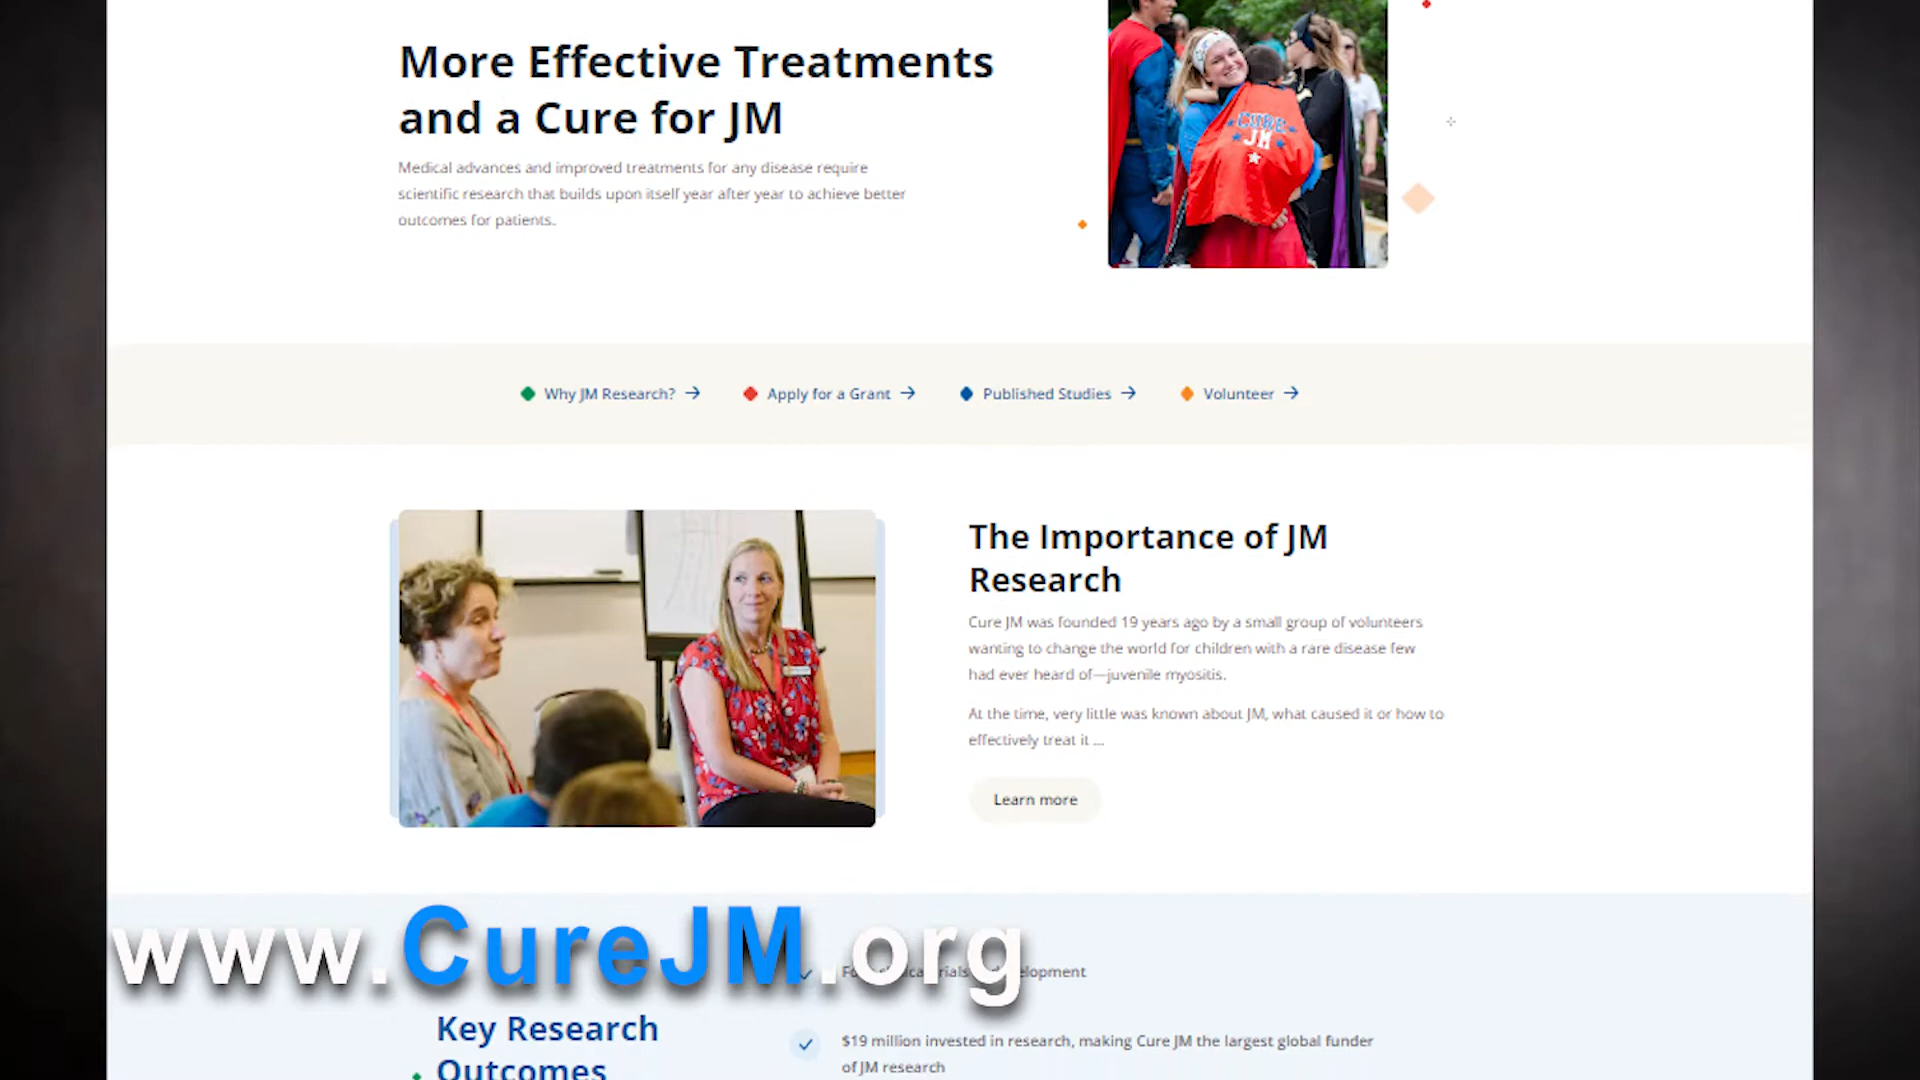 More Effective Treatments
and a Cure for JM
Medical advances and improved treatments for any disease require
scientific research that builds upon itself year after year to achieve better
outcomes for patients.
CURE
JM
Why JM Research? →
Apply for a Grant →
Published Studies →
Volunteer →
The Importance of JM
Research
Cure JM was founded 19 years ago by a small group of volunteers
wanting to change the world for children with a rare disease few
had ever heard of—juvenile myositis.
At the time, very little was known about JM, what caused it or how to
effectively treat it ...
Learn more
www.CureJM.org
Key Research
Outcomes
$19 million invested in research, making Cure JM the largest global funder
of JM research